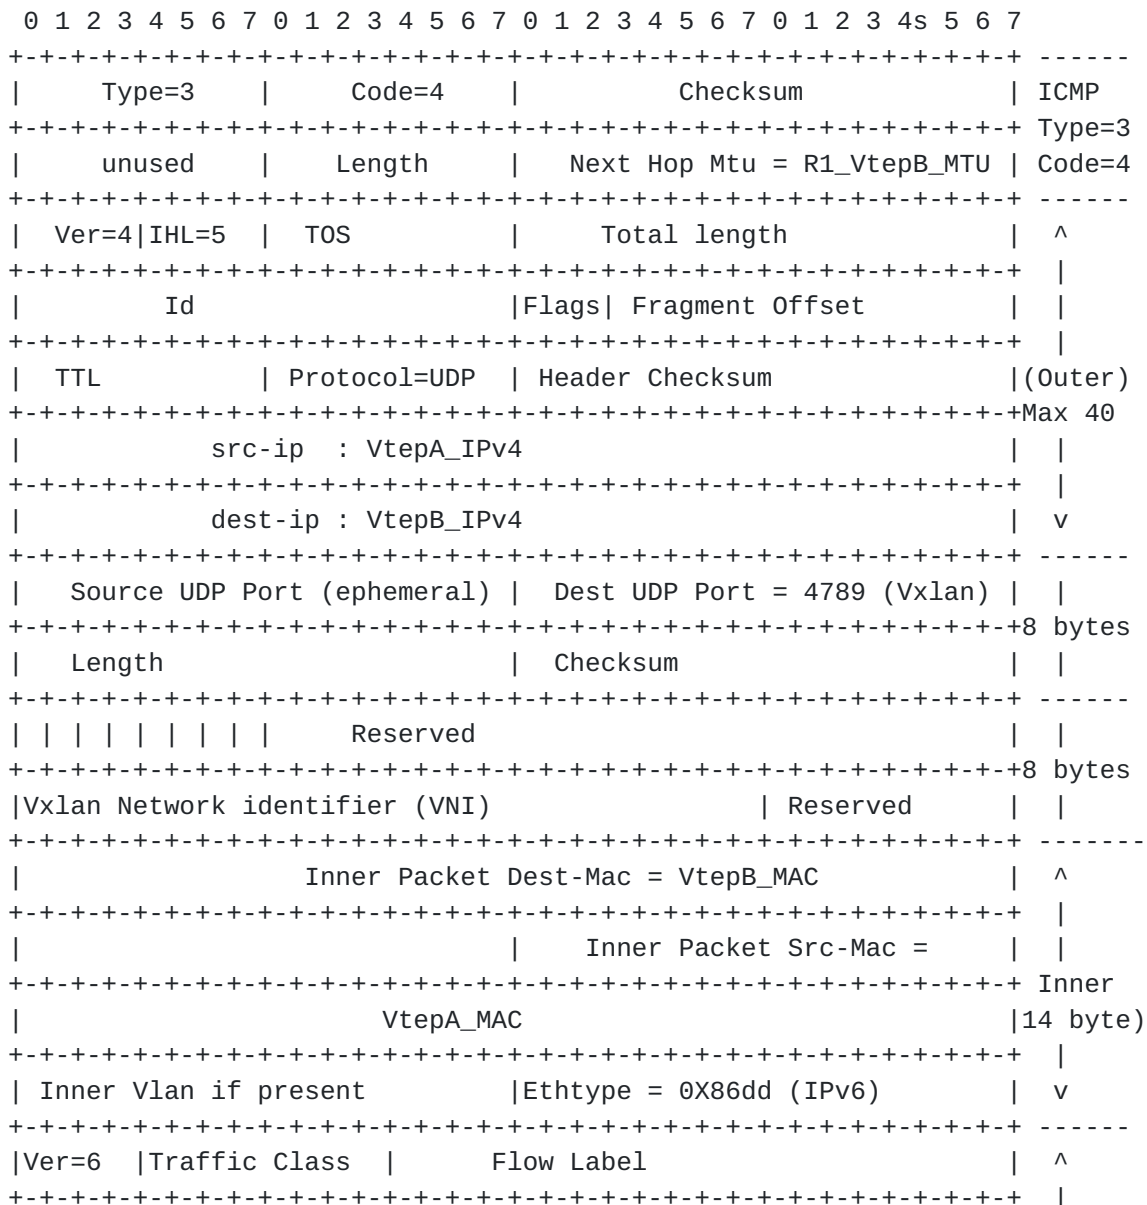 0 1 2 3 4 5 6 7 0 1 2 3 4 5 6 7 0 1 2 3 4 5 6 7 0 1 2 3 4s 5 6 7
+-+-+-+-+-+-+-+-+-+-+-+-+-+-+-+-+-+-+-+-+-+-+-+-+-+-+-+-+-+-+-+-+ ------
|     Type=3    |     Code=4    |          Checksum             | ICMP
+-+-+-+-+-+-+-+-+-+-+-+-+-+-+-+-+-+-+-+-+-+-+-+-+-+-+-+-+-+-+-+-+ Type=3
|     unused    |    Length     |   Next Hop Mtu = R1_VtepB_MTU | Code=4
+-+-+-+-+-+-+-+-+-+-+-+-+-+-+-+-+-+-+-+-+-+-+-+-+-+-+-+-+-+-+-+-+ ------
|  Ver=4|IHL=5  |  TOS          |     Total length              |  ^
+-+-+-+-+-+-+-+-+-+-+-+-+-+-+-+-+-+-+-+-+-+-+-+-+-+-+-+-+-+-+-+-+  |
|         Id                    |Flags| Fragment Offset         |  |
+-+-+-+-+-+-+-+-+-+-+-+-+-+-+-+-+-+-+-+-+-+-+-+-+-+-+-+-+-+-+-+-+  |
|  TTL          | Protocol=UDP  | Header Checksum               |(Outer)
+-+-+-+-+-+-+-+-+-+-+-+-+-+-+-+-+-+-+-+-+-+-+-+-+-+-+-+-+-+-+-+-+Max 40
|            src-ip  : VtepA_IPv4                               |  |
+-+-+-+-+-+-+-+-+-+-+-+-+-+-+-+-+-+-+-+-+-+-+-+-+-+-+-+-+-+-+-+-+  |
|            dest-ip : VtepB_IPv4                               |  v
+-+-+-+-+-+-+-+-+-+-+-+-+-+-+-+-+-+-+-+-+-+-+-+-+-+-+-+-+-+-+-+-+ ------
|   Source UDP Port (ephemeral) |  Dest UDP Port = 4789 (Vxlan) |  |
+-+-+-+-+-+-+-+-+-+-+-+-+-+-+-+-+-+-+-+-+-+-+-+-+-+-+-+-+-+-+-+-+8 bytes
|   Length                      |  Checksum                     |  |
+-+-+-+-+-+-+-+-+-+-+-+-+-+-+-+-+-+-+-+-+-+-+-+-+-+-+-+-+-+-+-+-+ ------
| | | | | | | | |     Reserved                                  |  |
+-+-+-+-+-+-+-+-+-+-+-+-+-+-+-+-+-+-+-+-+-+-+-+-+-+-+-+-+-+-+-+-+8 bytes
|Vxlan Network identifier (VNI)                 | Reserved      |  |
+-+-+-+-+-+-+-+-+-+-+-+-+-+-+-+-+-+-+-+-+-+-+-+-+-+-+-+-+-+-+-+-+ -------
|                  Inner Packet Dest-Mac = VtepB_MAC            |  ^
+-+-+-+-+-+-+-+-+-+-+-+-+-+-+-+-+-+-+-+-+-+-+-+-+-+-+-+-+-+-+-+-+  |
|                               |    Inner Packet Src-Mac =     |  |
+-+-+-+-+-+-+-+-+-+-+-+-+-+-+-+-+-+-+-+-+-+-+-+-+-+-+-+-+-+-+-+-+ Inner
|                       VtepA_MAC                               |14 byte)
+-+-+-+-+-+-+-+-+-+-+-+-+-+-+-+-+-+-+-+-+-+-+-+-+-+-+-+-+-+-+-+-+  |
| Inner Vlan if present         |Ethtype = 0X86dd (IPv6)        |  v
+-+-+-+-+-+-+-+-+-+-+-+-+-+-+-+-+-+-+-+-+-+-+-+-+-+-+-+-+-+-+-+-+ ------
|Ver=6  |Traffic Class  |      Flow Label                       |  ^
+-+-+-+-+-+-+-+-+-+-+-+-+-+-+-+-+-+-+-+-+-+-+-+-+-+-+-+-+-+-+-+-+  |